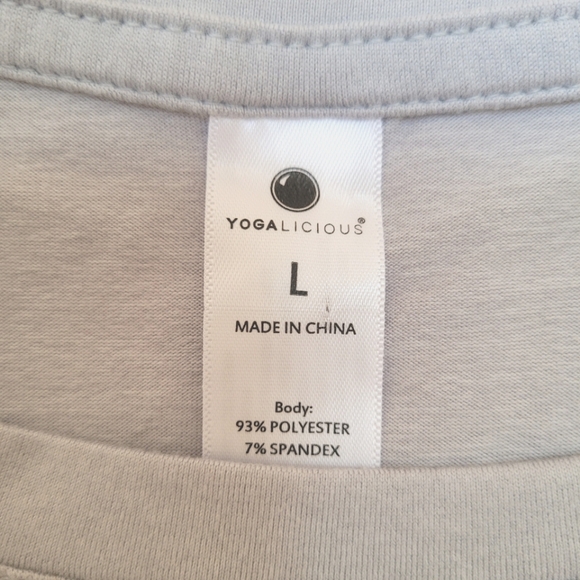 YOGALICIOUS®
L
MADE IN CHINA
Body:
93% POLYESTER
7% SPANDEX